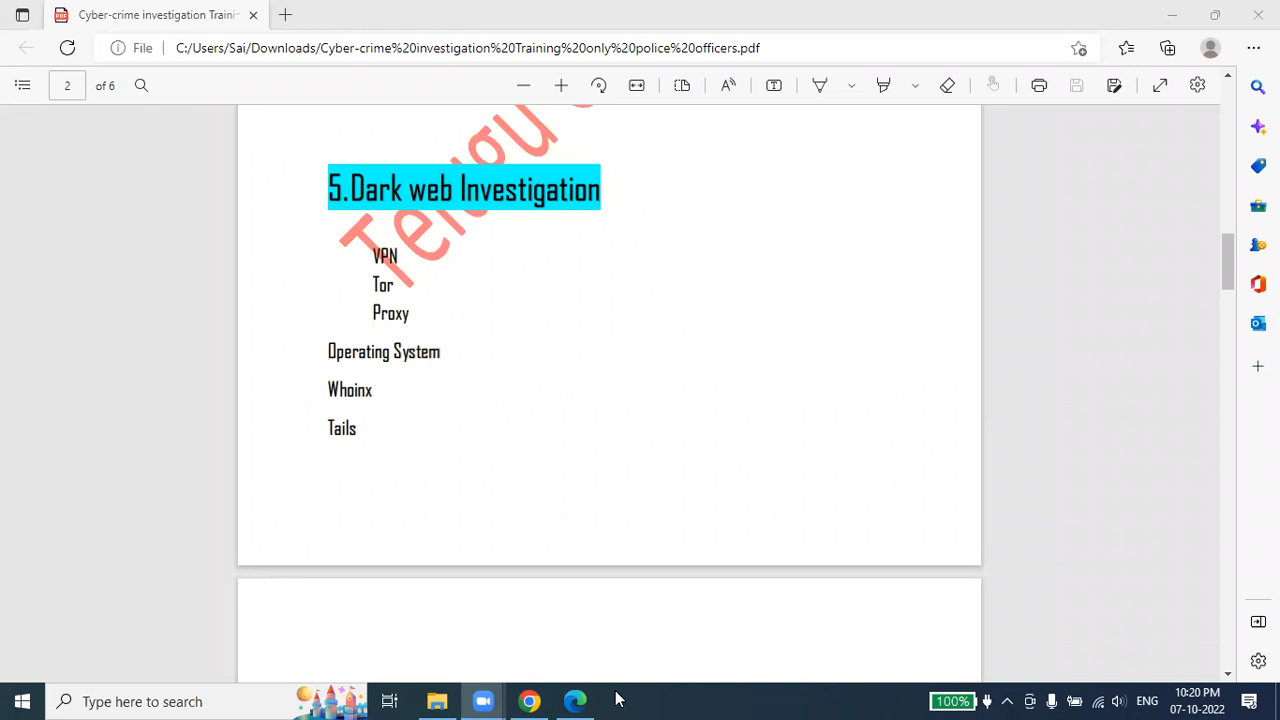 Cyber-crime investigation Traini
File
C:/Users/Sai/Downloads/Cyber-crime%20investigation%20Training%20only%20police%20officers.pdf
2 of 6
5.Dark web Investigation
Telgu
VPN
Tor
Proxy
Operating System
Whoinx
Tails
Type here to search
100%
ENG
10:20 PM
07-10-2022